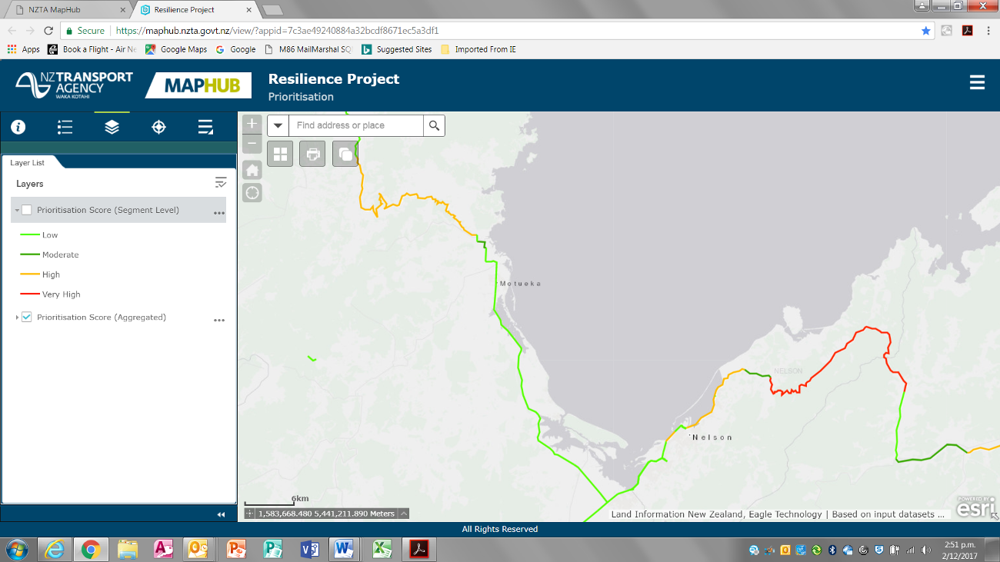 NZTA MapHub
Resilience Project
Secure https://maphub.nzta.govt.nz/view/?appid=7c3ae49240884a32bcdf8671ec5a3df1
Apps Book a Flight - Air Ne Google Maps Google M86 MailMarshal SQ Suggested Sites Imported From IE
NZTRANSPORT
AGENCY
WAKA KOTAHI
MAPHUB
Resilience Project
Prioritisation
Find address or place
Layer List
Layers
Prioritisation Score (Segment Level)
Low
Moderate
High
Very High
Prioritisation Score (Aggregated)
Motueka
NELSON
Nelson
6km
1,583,668.480 5,441,211.890 Meters
Land Information New Zealand, Eagle Technology | Based on input datasets ...
POWERED BY
esri
All Rights Reserved
2:51 p.m.
2/12/2017